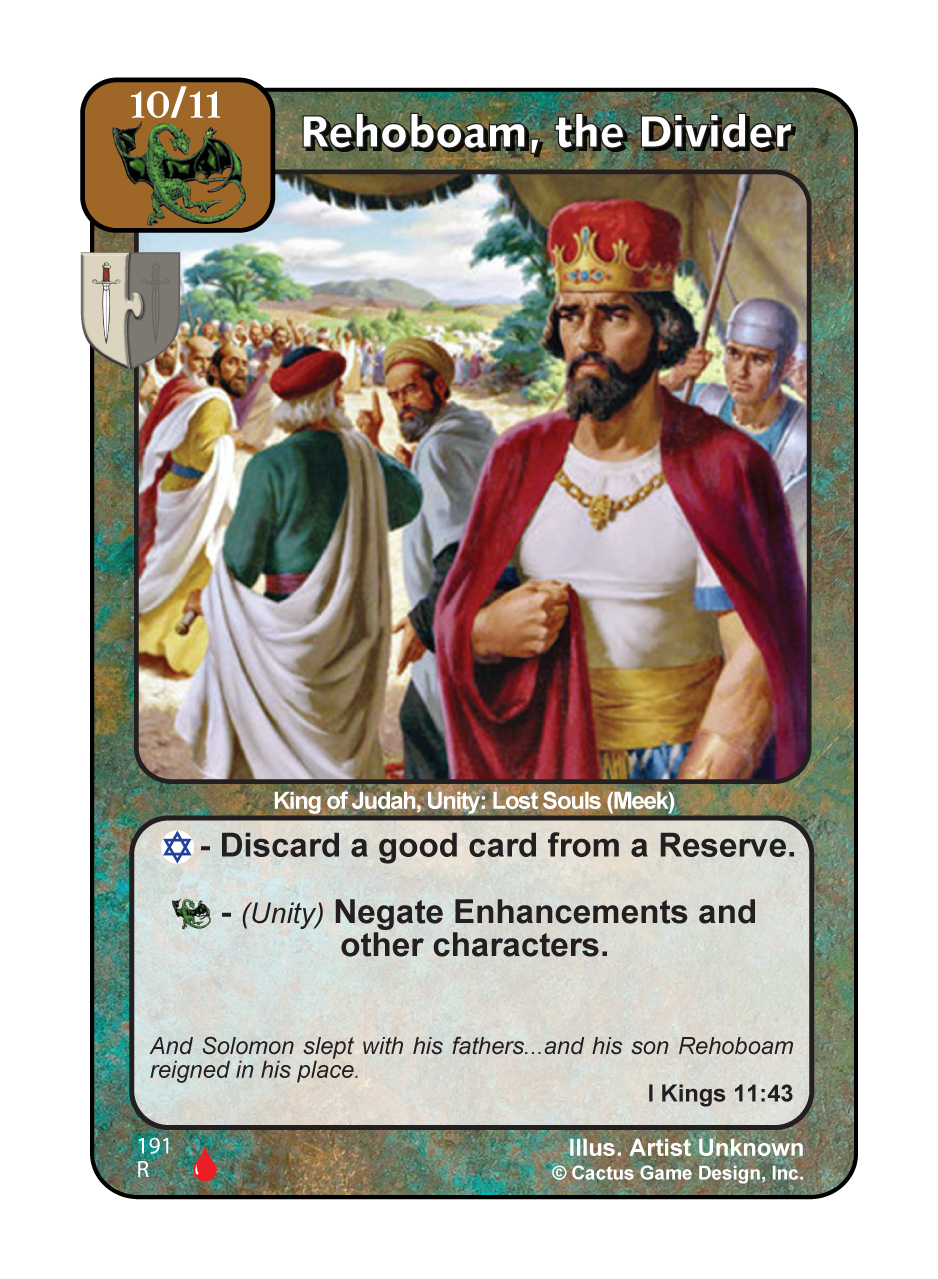 10/11
Rehoboam, the Divider
King of Judah, Unity: Lost Souls (Meek)
- Discard a good card from a Reserve.
- (Unity) Negate Enhancements and
other characters.
And Solomon slept with his fathers...and his son Rehoboam
reigned in his place.
I Kings 11:43
191
R
Illus. Artist Unknown
© Cactus Game Design, Inc.